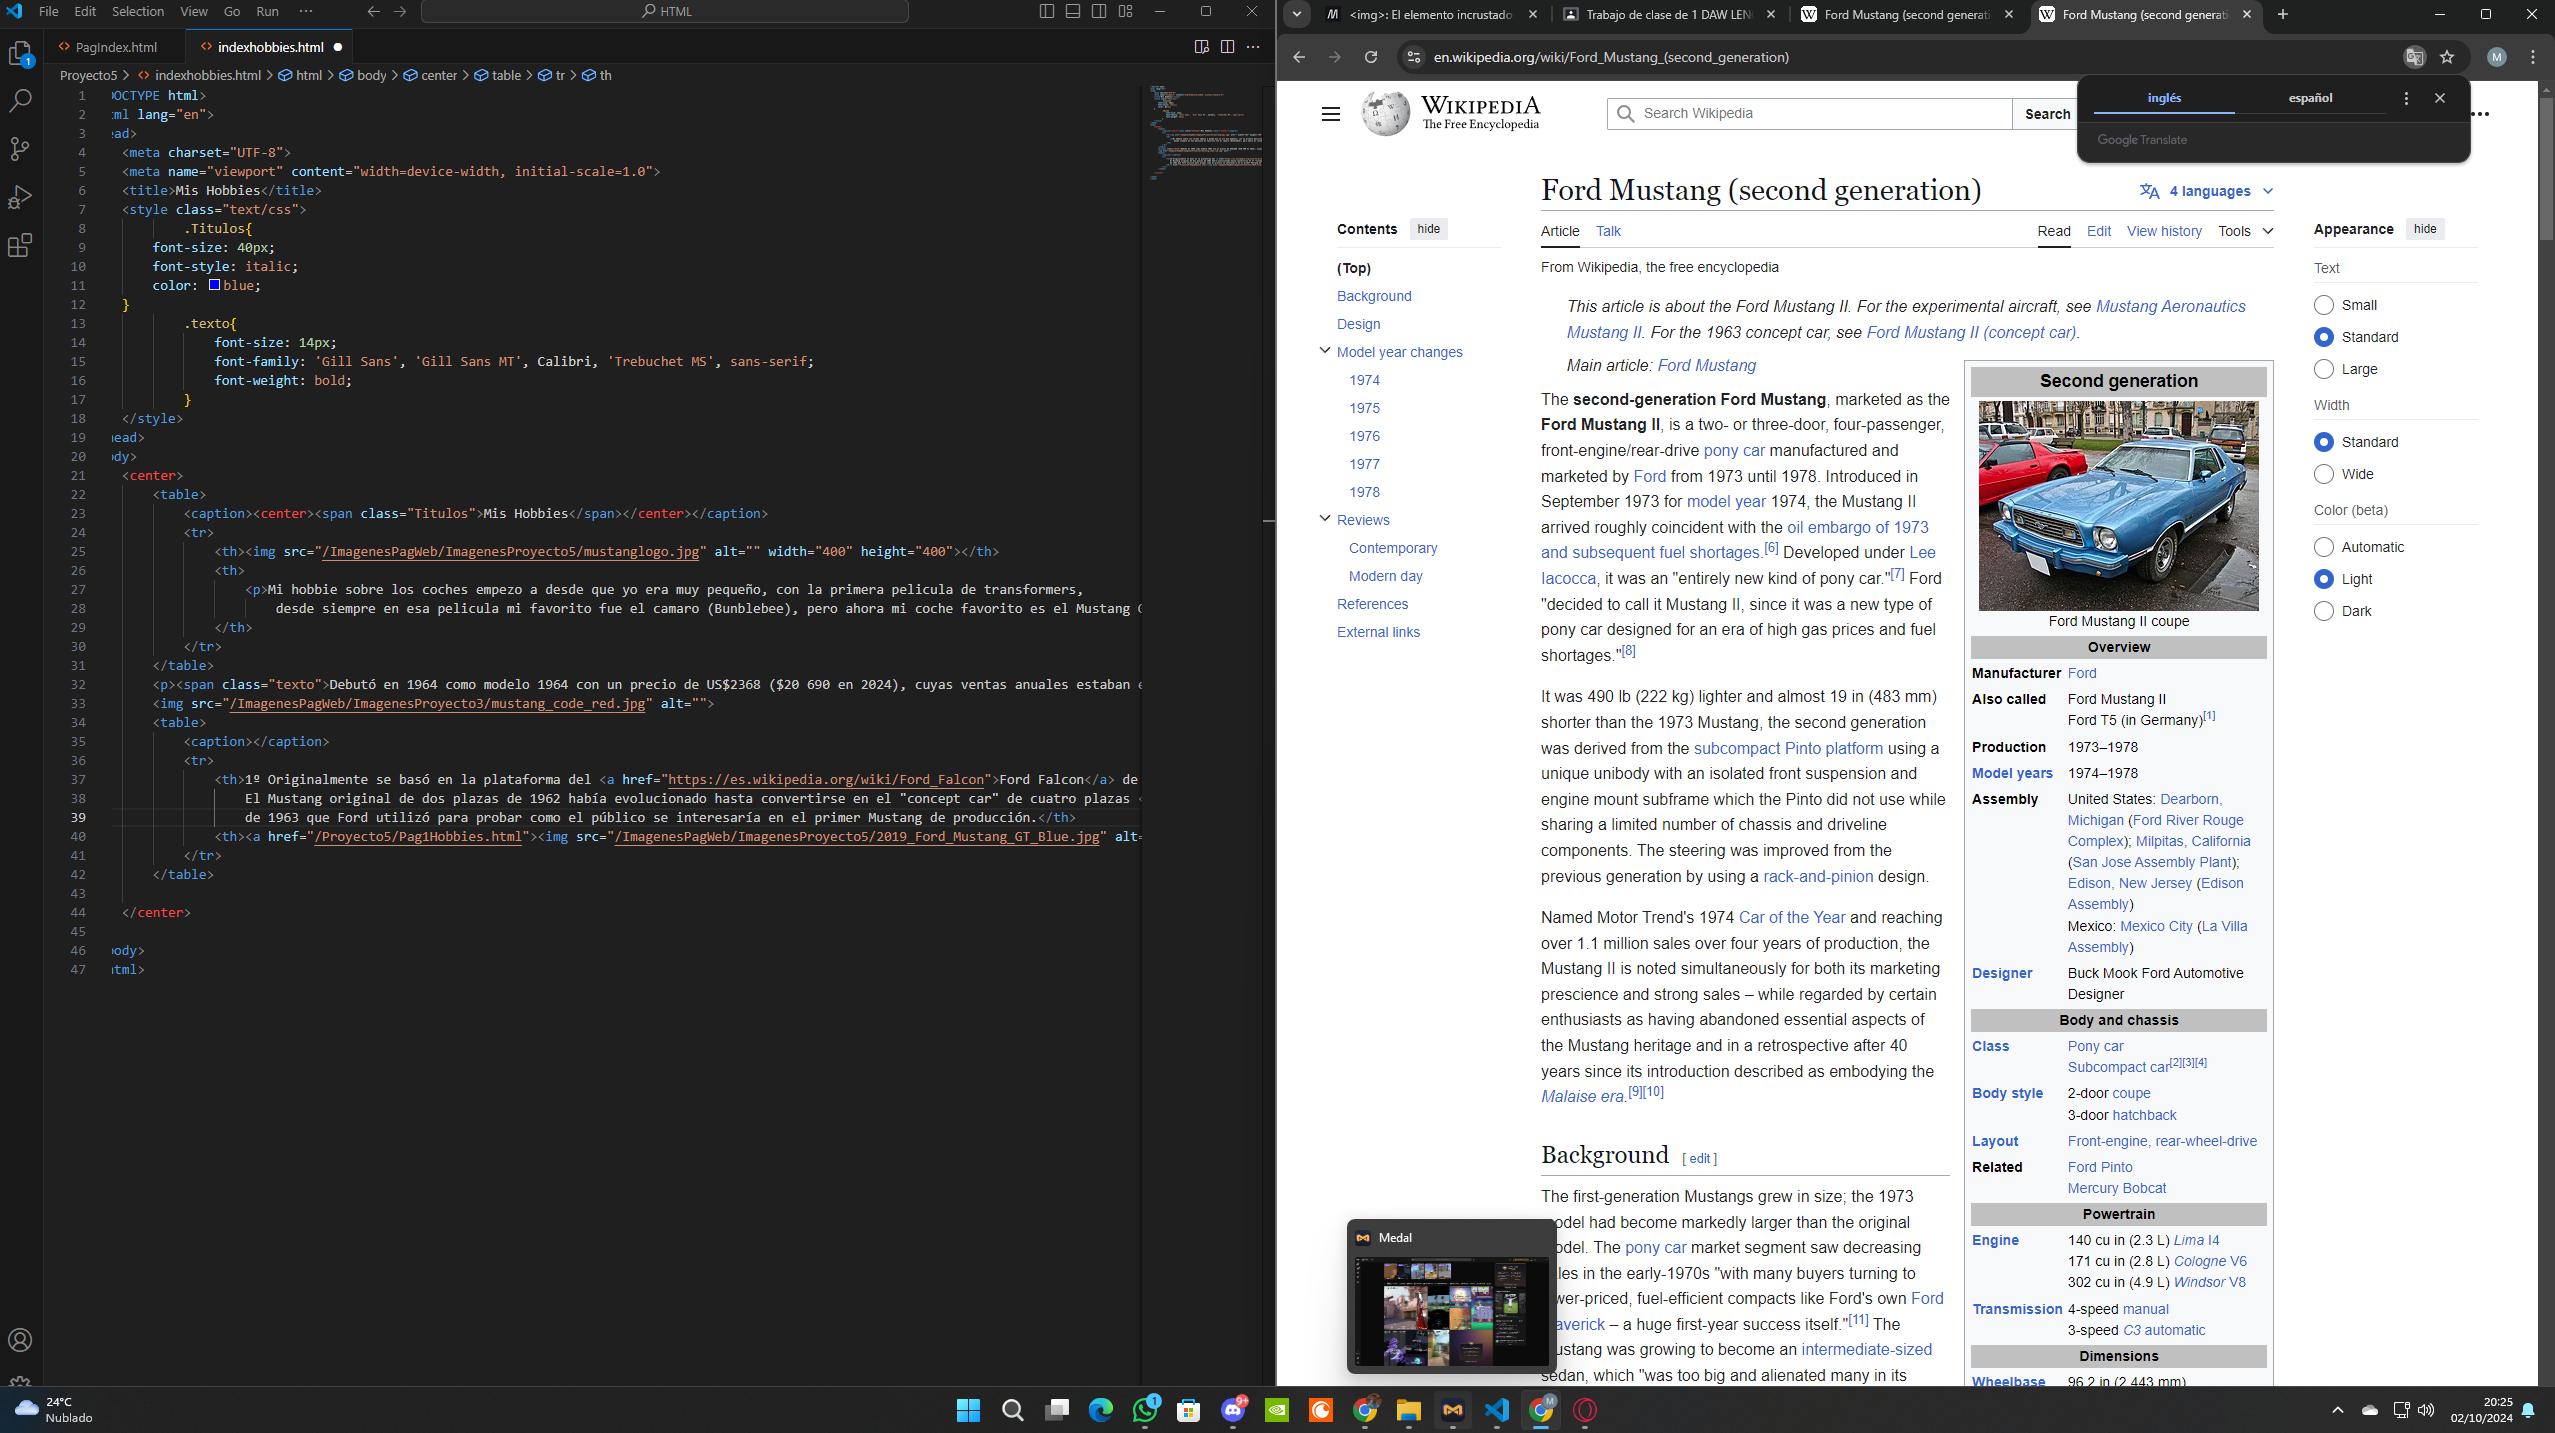 File Edit Selection View Go Run ··· HTML
PagIndex.html indexhobbies.html
Proyecto5 > indexhobbies.html > html > body > center > table > tr > th
1 OCTYPE html>
2 ml lang="en">
3 ead>
4 <meta charset="UTF-8">
5 <meta name="viewport" content="width=device-width, initial-scale=1.0">
6 <title>Mis Hobbies</title>
7 <style class="text/css">
8 .Titulos{
9 font-size: 40px;
10 font-style: italic;
11 color: blue;
12 }
13 .texto{
14 font-size: 14px;
15 font-family: 'Gill Sans', 'Gill Sans MT', Calibri, 'Trebuchet MS', sans-serif;
16 font-weight: bold;
17 }
18 </style>
19 ead>
20 dy>
21 <center>
22 <table>
23 <caption><center><span class="Titulos">Mis Hobbies</span></center></caption>
24 <tr>
25 <th><img src="/ImagenesPagWeb/ImagenesProyecto5/mustanglogo.jpg" alt="" width="400" height="400"></th>
26 <th>
27 <p>Mi hobbie sobre los coches empezo a desde que yo era muy pequeño, con la primera pelicula de transformers,
28 desde siempre en esa pelicula mi favorito fue el camaro (Bunblebee), pero ahora mi coche favorito es el Mustang
29 </th>
30 </tr>
31 </table>
32 <p><span class="texto">Debutó en 1964 como modelo 1964 con un precio de US$2368 ($20 690 en 2024), cuyas ventas anuales estaban
33 <img src="/ImagenesPagWeb/ImagenesProyecto3/mustang_code_red.jpg" alt="">
34 <table>
35 <caption></caption>
36 <tr>
37 <th>1º Originalmente se basó en la plataforma del <a href="https://es.wikipedia.org/wiki/Ford_Falcon">Ford Falcon</a> de
38 El Mustang original de dos plazas de 1962 había evolucionado hasta convertirse en el "concept car" de cuatro plazas
39 de 1963 que Ford utilizó para probar como el público se interesaría en el primer Mustang de producción.</th>
40 <th><a href="/Proyecto5/Pag1Hobbies.html"><img src="/ImagenesPagWeb/ImagenesProyecto5/2019_Ford_Mustang_GT_Blue.jpg" alt=
41 </tr>
42 </table>
43
44 </center>
45
46 ody>
47 tml>
<img>: El elemento incrustado Trabajo de clase de 1 DAW LEN Ford Mustang (second generati Ford Mustang (second generati
en.wikipedia.org/wiki/Ford_Mustang_(second_generation) M
inglés español
Google Translate
WIKIPEDIA
The Free Encyclopedia
Search Wikipedia Search
Ford Mustang (second generation) 4 languages
Article Talk Read Edit View history Tools
Contents hide
(Top)
Background
Design
Model year changes
1974
1975
1976
1977
1978
Reviews
Contemporary
Modern day
References
External links
From Wikipedia, the free encyclopedia
This article is about the Ford Mustang II. For the experimental aircraft, see Mustang Aeronautics
Mustang II. For the 1963 concept car, see Ford Mustang II (concept car).
Main article: Ford Mustang
The second-generation Ford Mustang, marketed as the
Ford Mustang II, is a two- or three-door, four-passenger,
front-engine/rear-drive pony car manufactured and
marketed by Ford from 1973 until 1978. Introduced in
September 1973 for model year 1974, the Mustang II
arrived roughly coincident with the oil embargo of 1973
and subsequent fuel shortages.[6] Developed under Lee
Iacocca, it was an "entirely new kind of pony car."[7] Ford
"decided to call it Mustang II, since it was a new type of
pony car designed for an era of high gas prices and fuel
shortages."[8]
It was 490 lb (222 kg) lighter and almost 19 in (483 mm)
shorter than the 1973 Mustang, the second generation
was derived from the subcompact Pinto platform using a
unique unibody with an isolated front suspension and
engine mount subframe which the Pinto did not use while
sharing a limited number of chassis and driveline
components. The steering was improved from the
previous generation by using a rack-and-pinion design.
Named Motor Trend's 1974 Car of the Year and reaching
over 1.1 million sales over four years of production, the
Mustang II is noted simultaneously for both its marketing
prescience and strong sales – while regarded by certain
enthusiasts as having abandoned essential aspects of
the Mustang heritage and in a retrospective after 40
years since its introduction described as embodying the
Malaise era.[9][10]
Background [ edit ]
The first-generation Mustangs grew in size; the 1973
odel had become markedly larger than the original
odel. The pony car market segment saw decreasing
les in the early-1970s "with many buyers turning to
wer-priced, fuel-efficient compacts like Ford's own Ford
averick – a huge first-year success itself."[11] The
ustang was growing to become an intermediate-sized
sedan, which "was too big and alienated many in its
Second generation
Ford Mustang II coupe
Overview
Manufacturer Ford
Also called Ford Mustang II
Ford T5 (in Germany)[1]
Production 1973–1978
Model years 1974–1978
Assembly United States: Dearborn,
Michigan (Ford River Rouge
Complex); Milpitas, California
(San Jose Assembly Plant);
Edison, New Jersey (Edison
Assembly)
Mexico: Mexico City (La Villa
Assembly)
Designer Buck Mook Ford Automotive
Designer
Body and chassis
Class Pony car
Subcompact car[2][3][4]
Body style 2-door coupe
3-door hatchback
Layout Front-engine, rear-wheel-drive
Related Ford Pinto
Mercury Bobcat
Powertrain
Engine 140 cu in (2.3 L) Lima I4
171 cu in (2.8 L) Cologne V6
302 cu in (4.9 L) Windsor V8
Transmission 4-speed manual
3-speed C3 automatic
Dimensions
Wheelbase 96.2 in (2,443 mm)
Appearance hide
Text
Small
Standard
Large
Width
Standard
Wide
Color (beta)
Automatic
Light
Dark
Medal
24°C
Nublado
20:25
02/10/2024